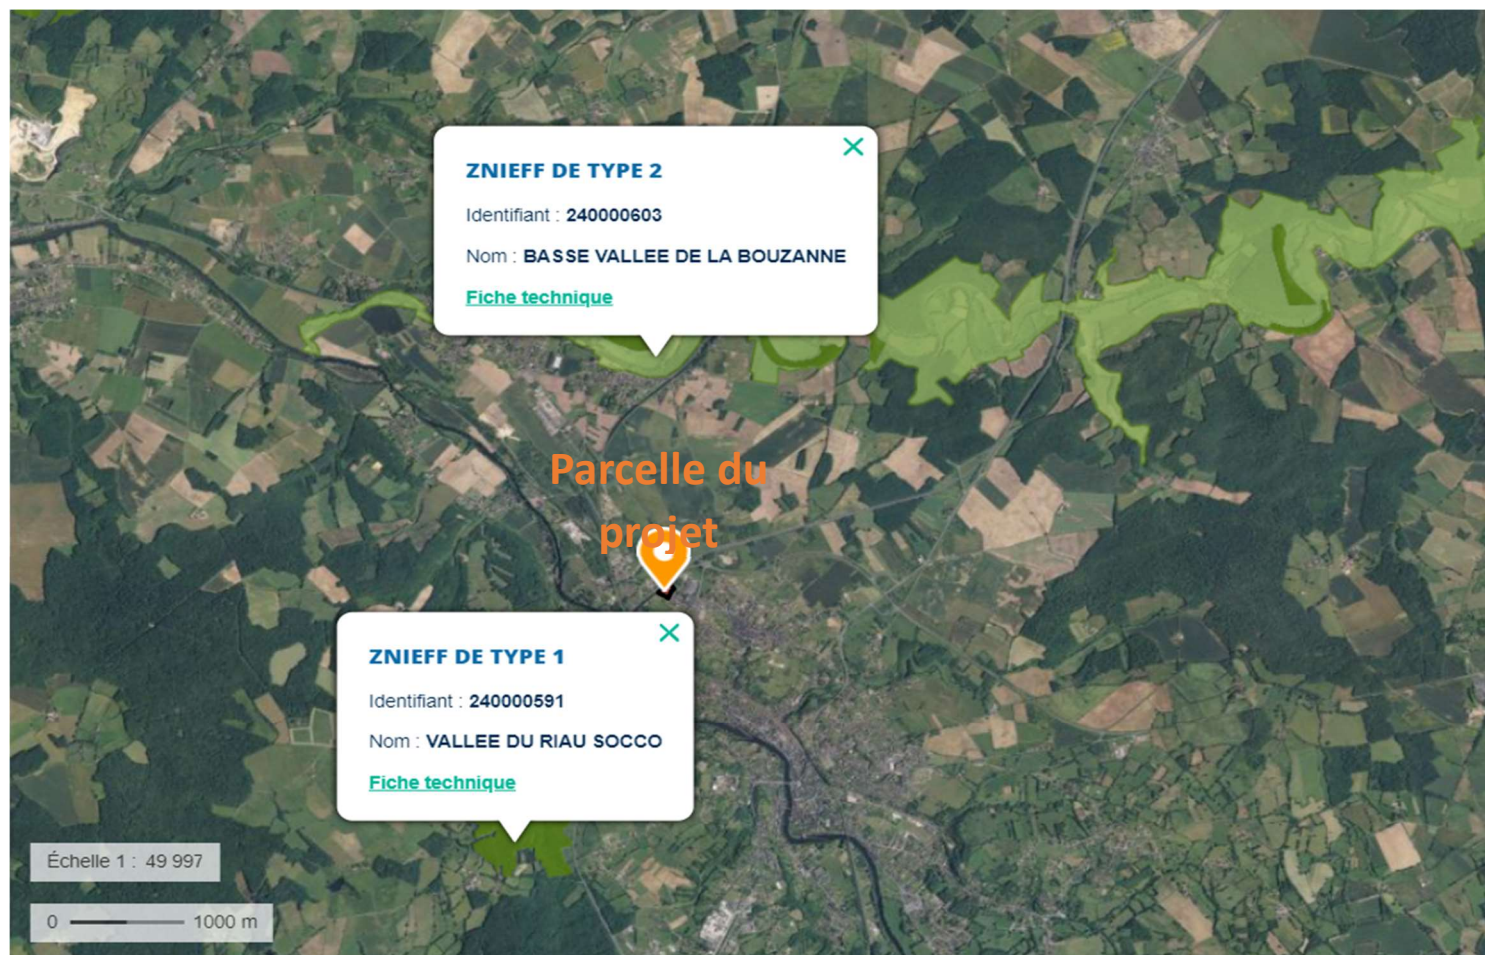 ZNIEFF DE TYPE 2
Identifiant : 240000603
Nom : BASSE VALLEE DE LA BOUZANNE
Fiche technique
Parcelle du
projet
ZNIEFF DE TYPE 1
Identifiant : 240000591
Nom : VALLEE DU RIAU SOCCO
Fiche technique
Échelle 1 : 49 997
0 1000 m